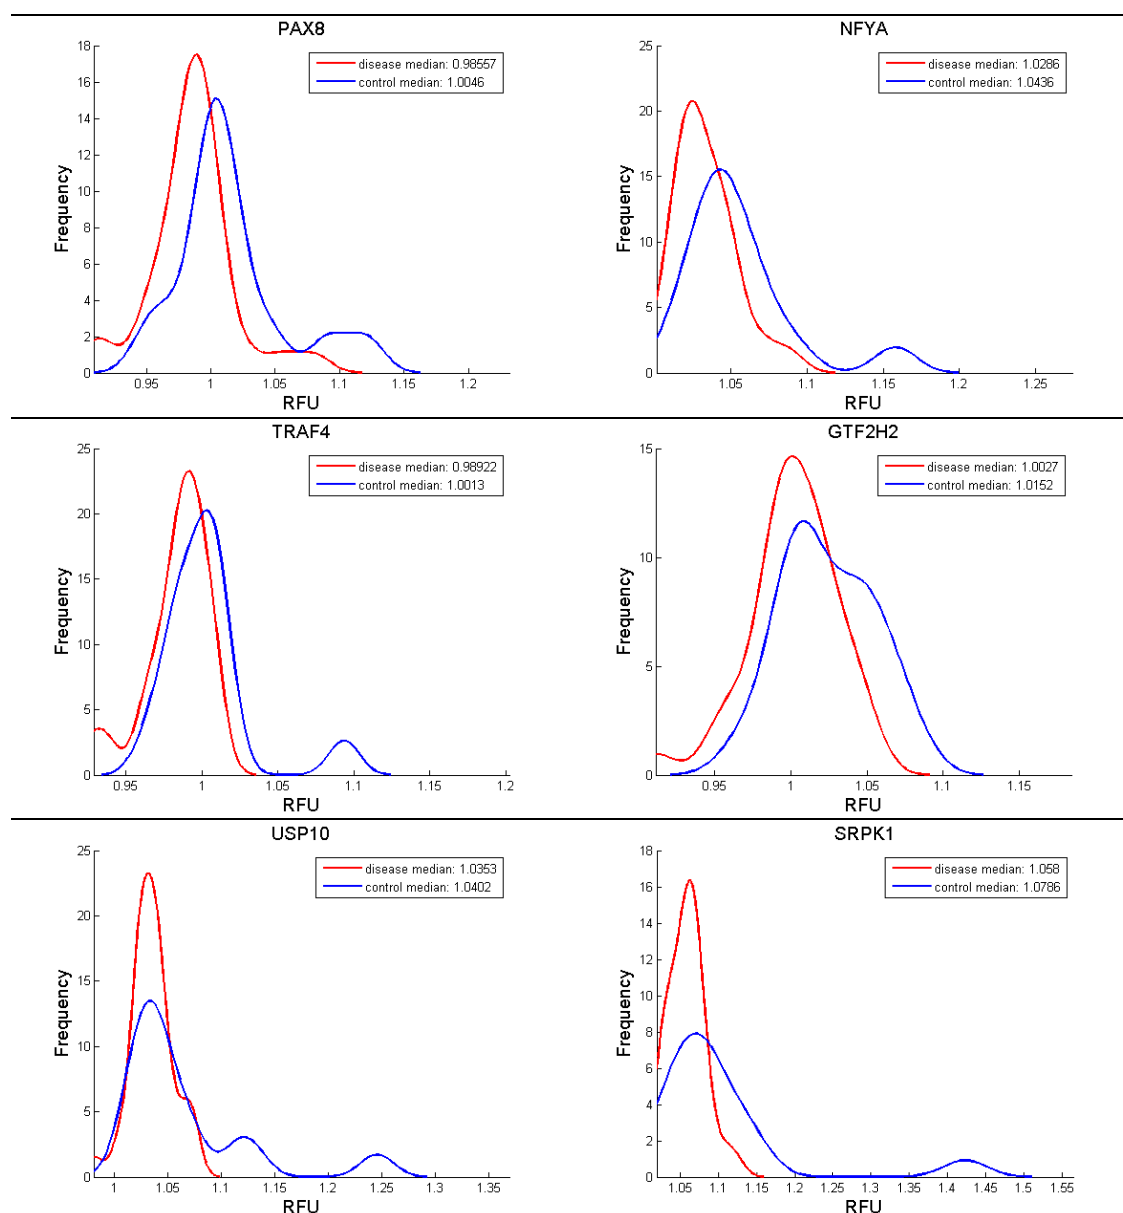 PAX8
18
16
14
12
10
8
6
4
2
0
Frequency
disease median: 0.98557
control median: 1.0046
0.95
1
1.05
1.1
1.15
1.2
RFU
NFYA
25
20
15
10
5
0
Frequency
disease median: 1.0286
control median: 1.0436
1.05
1.1
1.15
1.2
1.25
RFU
TRAF4
25
20
15
10
5
0
Frequency
disease median: 0.98922
control median: 1.0013
0.95
1
1.05
1.1
1.15
1.2
RFU
GTF2H2
15
10
5
0
Frequency
disease median: 1.0027
control median: 1.0152
0.95
1
1.05
1.1
1.15
RFU
USP10
25
20
15
10
5
0
Frequency
disease median: 1.0353
control median: 1.0402
1
1.05
1.1
1.15
1.2
1.25
1.3
1.35
RFU
SRPK1
18
16
14
12
10
8
6
4
2
0
Frequency
disease median: 1.058
control median: 1.0786
1.05
1.1
1.15
1.2
1.25
1.3
1.35
1.4
1.45
1.5
1.55
RFU